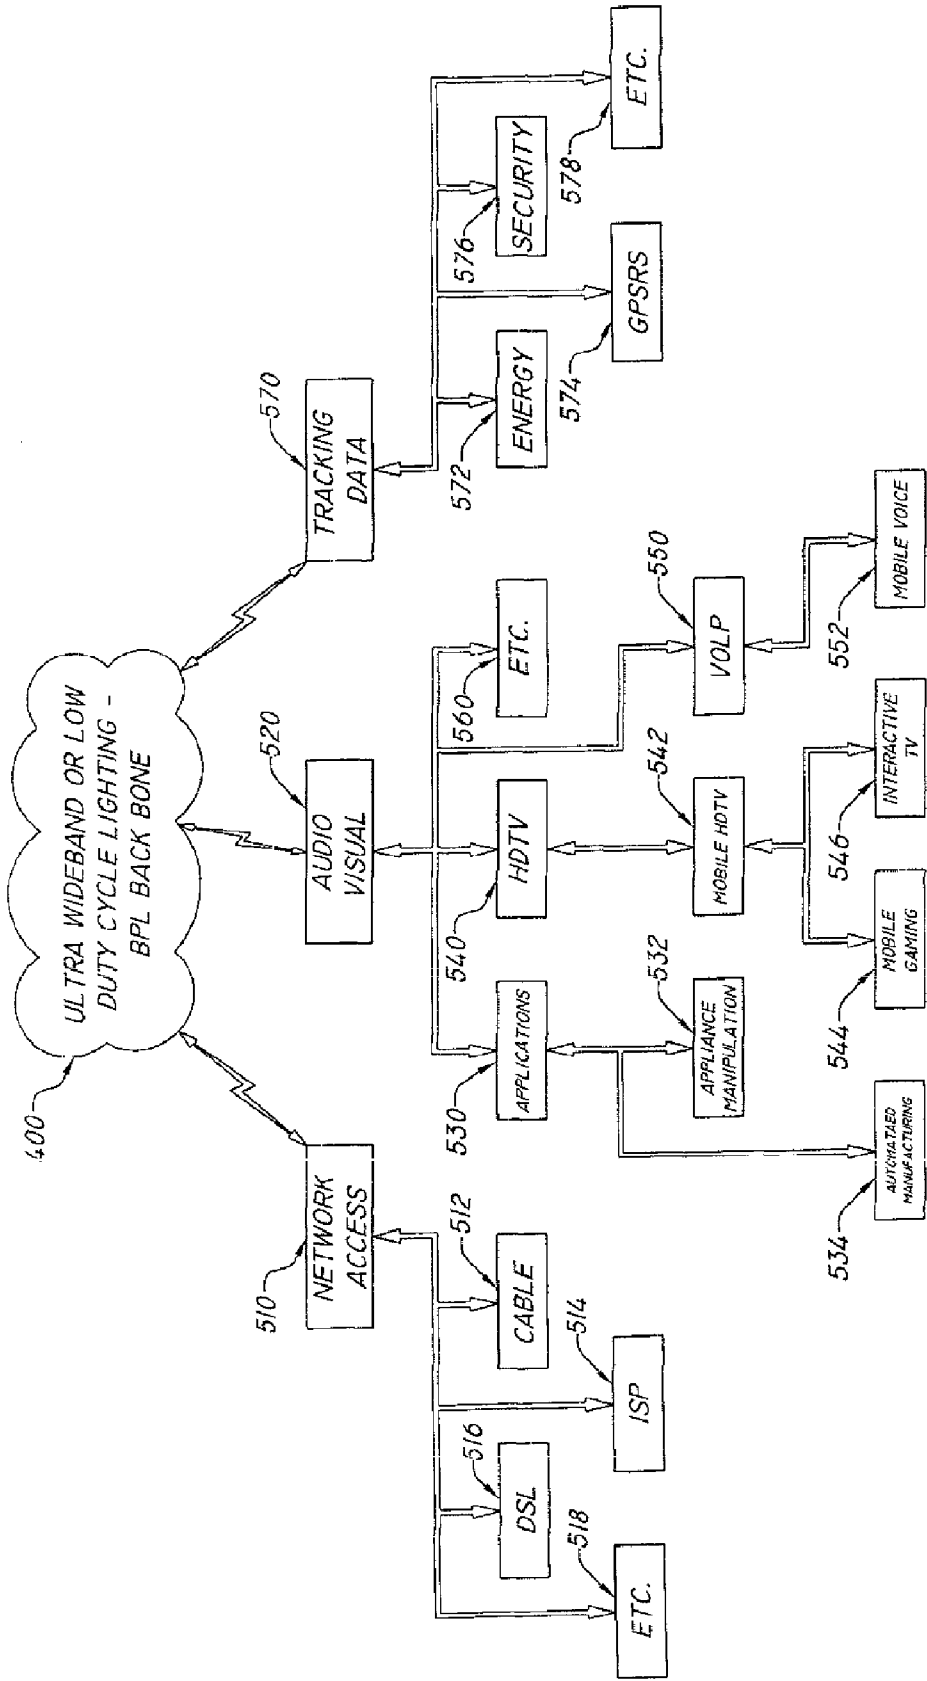 400
ULTRA WIDEBAND OR LOW
DUTY CYCLE LIGHTING -
BPL BACK BONE
510
NETWORK
ACCESS
520
AUDIO
VISUAL
570
TRACKING
DATA
516
DSL
512
CABLE
518
ETC.
514
ISP
530
APPLICATIONS
540
HDTV
560
ETC.
532
APPLIANCE
MANIPULATION
542
MOBILE HDTV
550
VOLP
534
AUTOMATAED
MANUFACTURING
544
MOBILE
GAMING
546
INTERACTIVE
TV
552
MOBILE VOICE
572
ENERGY
576
SECURITY
574
GPSRS
578
ETC.